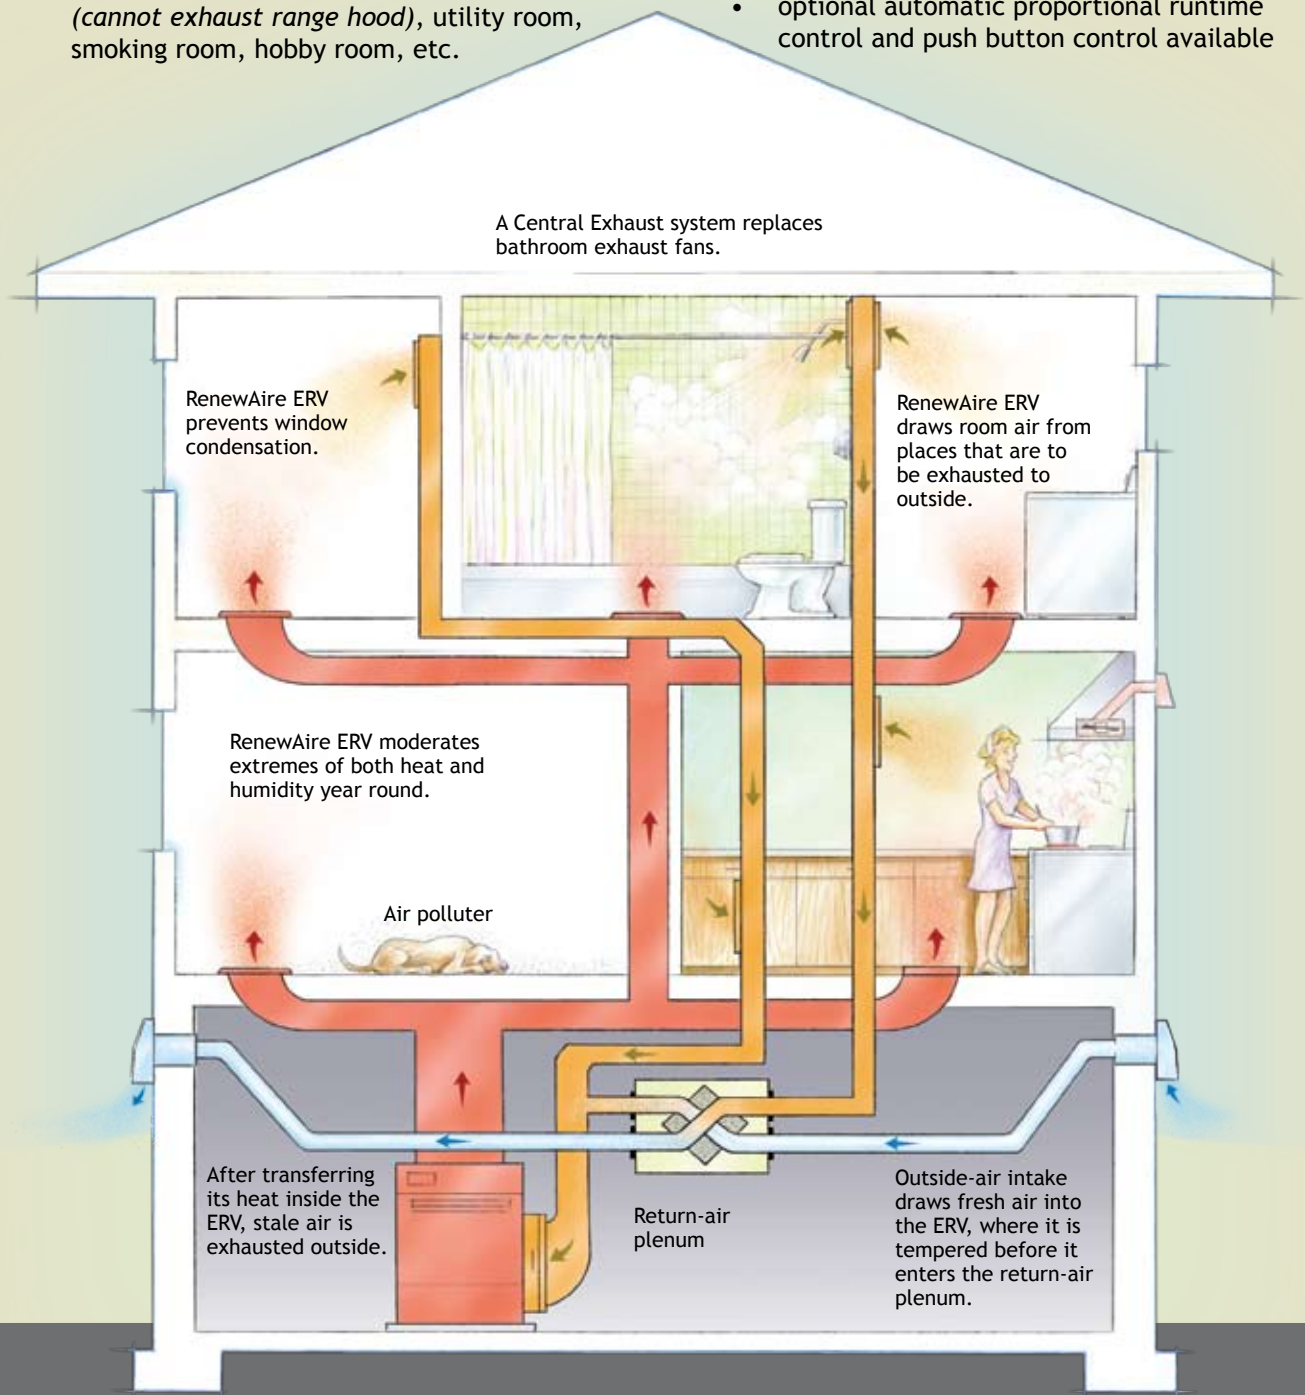 (cannot exhaust range hood), utility room,
smoking room, hobby room, etc.
• optional automatic proportional runtime
control and push button control available
A Central Exhaust system replaces
bathroom exhaust fans.
RenewAire ERV
prevents window
condensation.
RenewAire ERV
draws room air from
places that are to
be exhausted to
outside.
RenewAire ERV moderates
extremes of both heat and
humidity year round.
Air polluter
After transferring
its heat inside the
ERV, stale air is
exhausted outside.
Return-air
plenum
Outside-air intake
draws fresh air into
the ERV, where it is
tempered before it
enters the return-air
plenum.